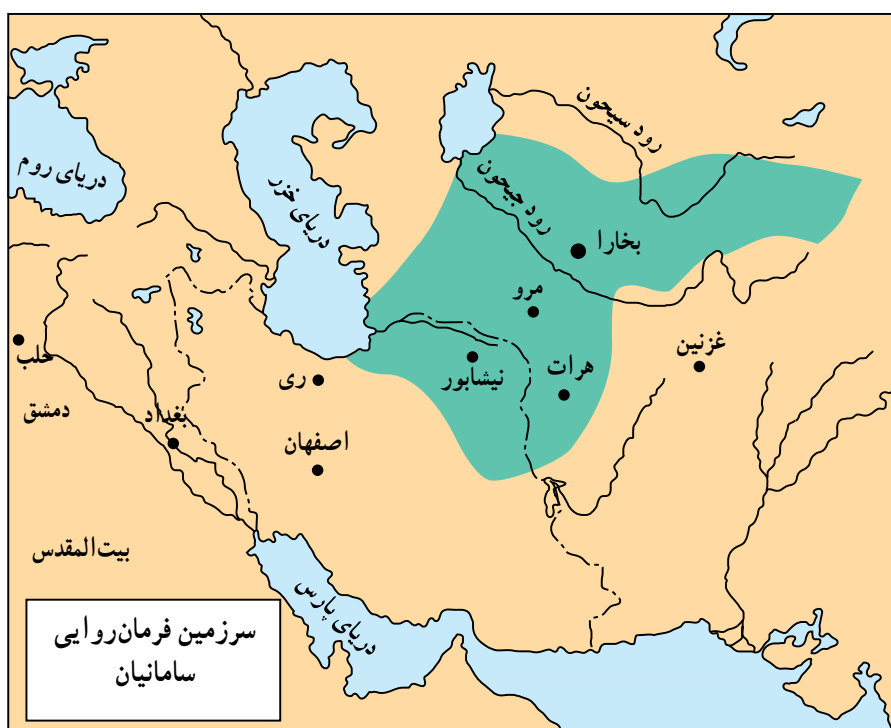 رود سیحون
دریای روم
دریای خزر
رود جیحون
بخارا
مرو
غزنین
حلب
نیشابور
هرات
ری
دمشق
بغداد
اصفهان
بیت‌المقدس
دریای پارس
سرزمین فرمان‌روایی
سامانیان